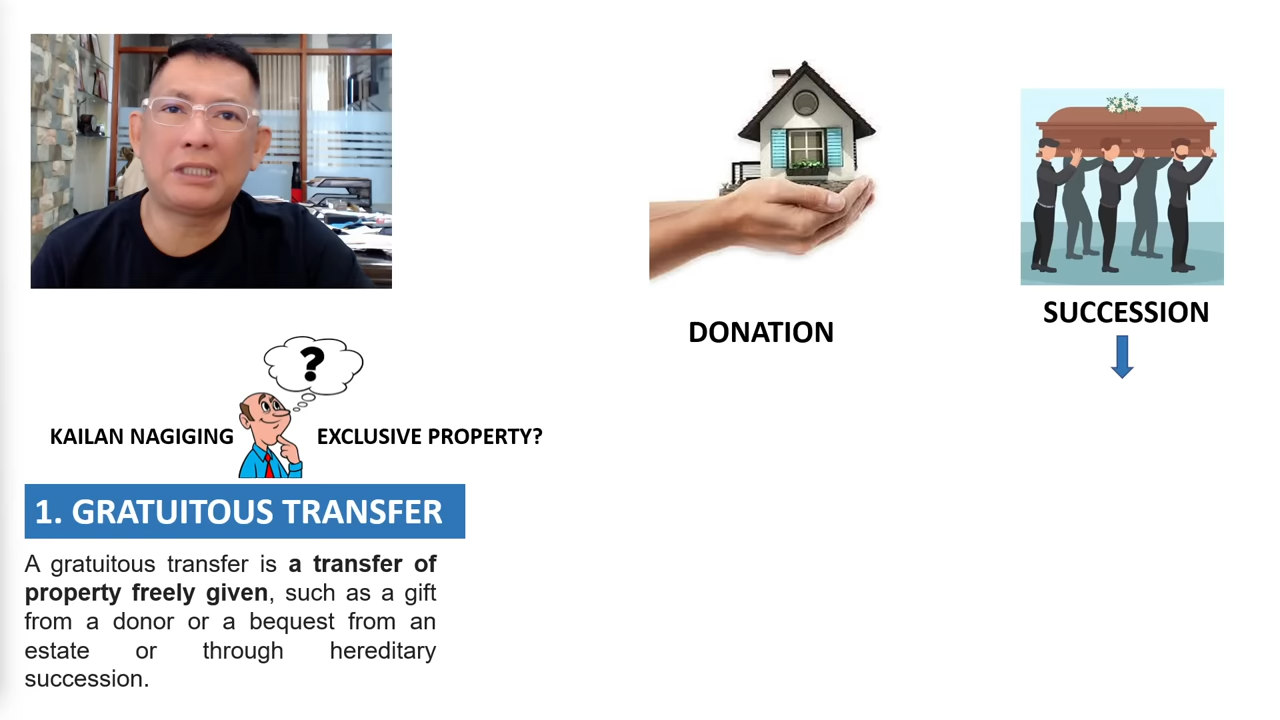 DONATION
SUCCESSION
?
KAILAN NAGIGING EXCLUSIVE PROPERTY?
1. GRATUITOUS TRANSFER
A gratuitous transfer is a transfer of
property freely given, such as a gift
from a donor or a bequest from an
estate or through hereditary
succession.